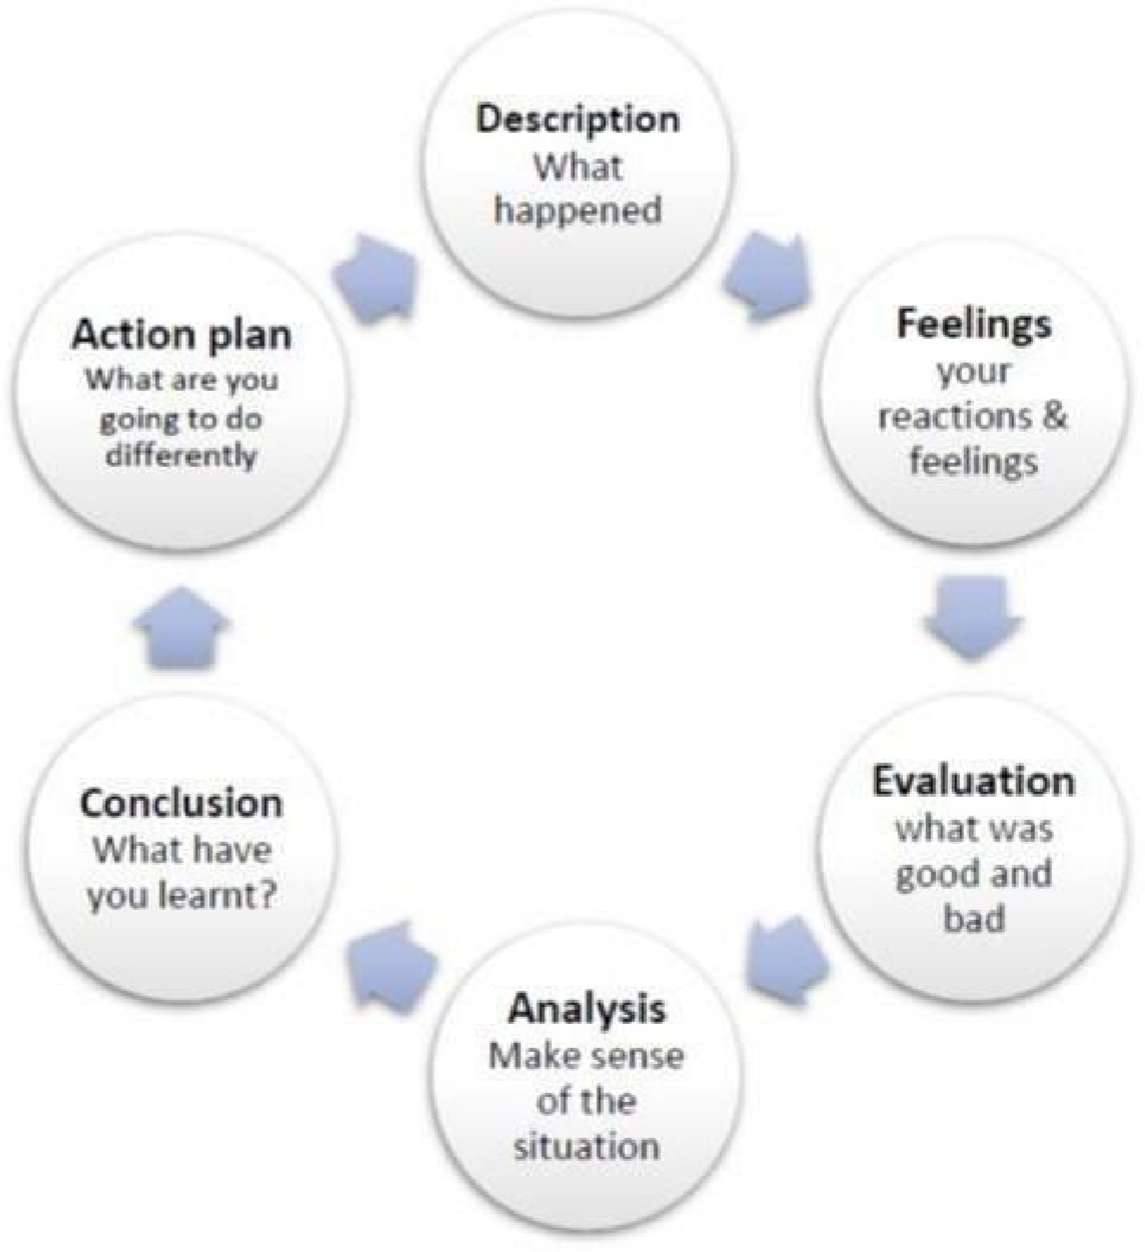 Description
What
happened
Feelings
your
reactions &
feelings
Evaluation
what was
good and
bad
Analysis
Make sense
of the
situation
Conclusion
What have
you learnt?
Action plan
What are you
going to do
differently